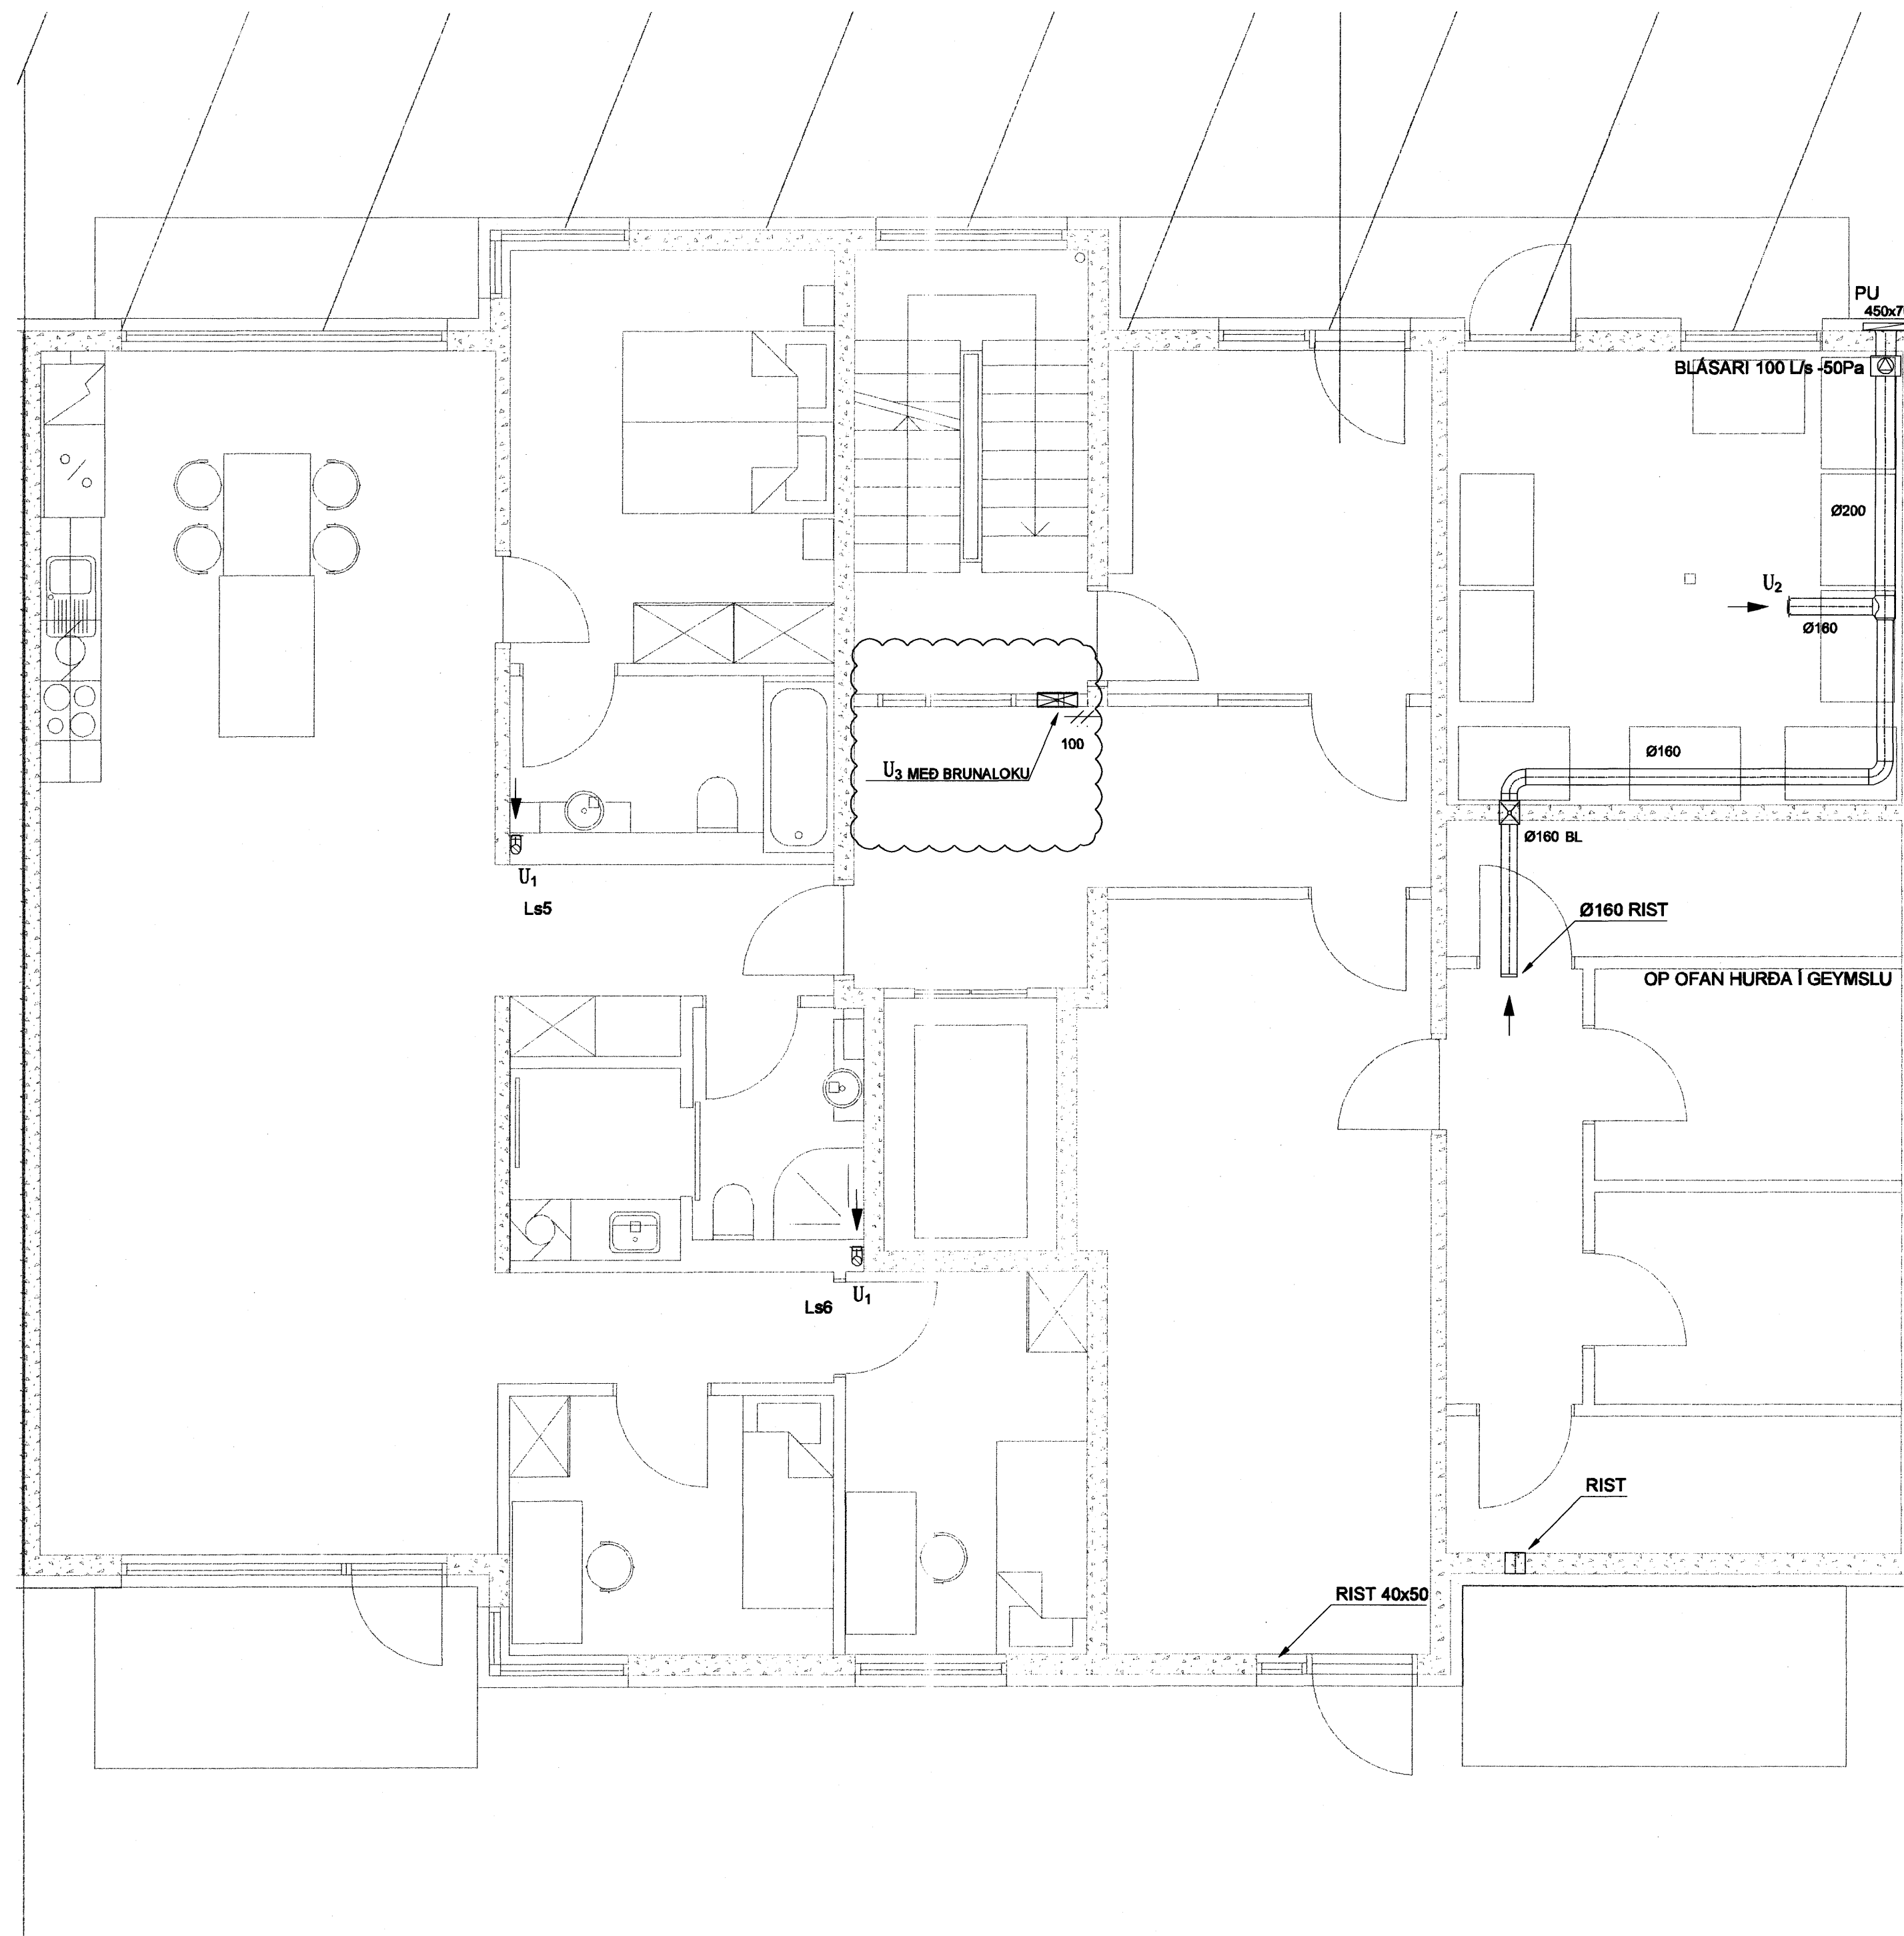 PU
BLÁSARI 100 L/s -50Pa
Ø200
U2
Ø160
100
U3 MEÐ BRUNALOKU
Ø160
Ø160 BL
U1
Ls5
Ø160 RIST
OP OFAN HURÐA Í GEYMSLU
Ls6
U1
RIST
RIST 40x50